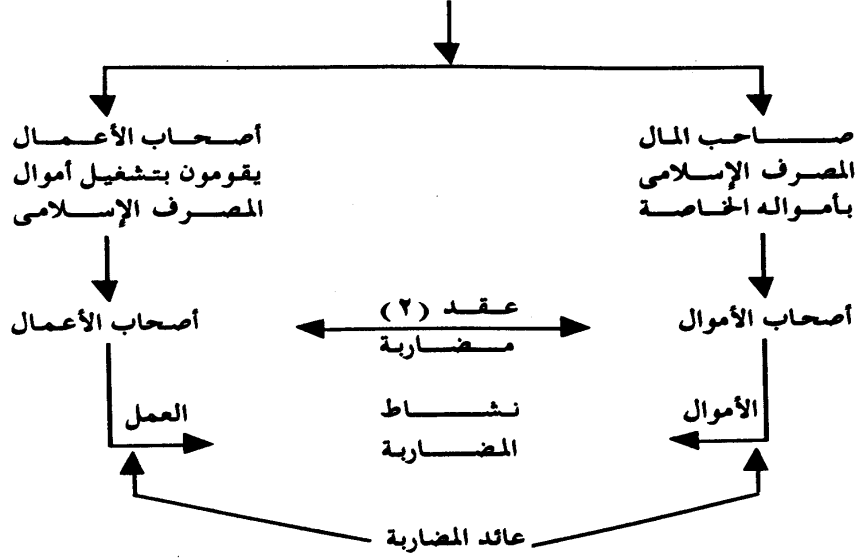 صاحب المال
المصرف الإسلامى
بأمواله الخاصة
أصحاب الأعمال
يقومون بتشغيل أموال
المصرف الإسلامى
أصحاب الأموال
عقد (٢)
مضاربة
أصحاب الأعمال
الأموال
نشاط
المضاربة
العمل
عائد المضاربة